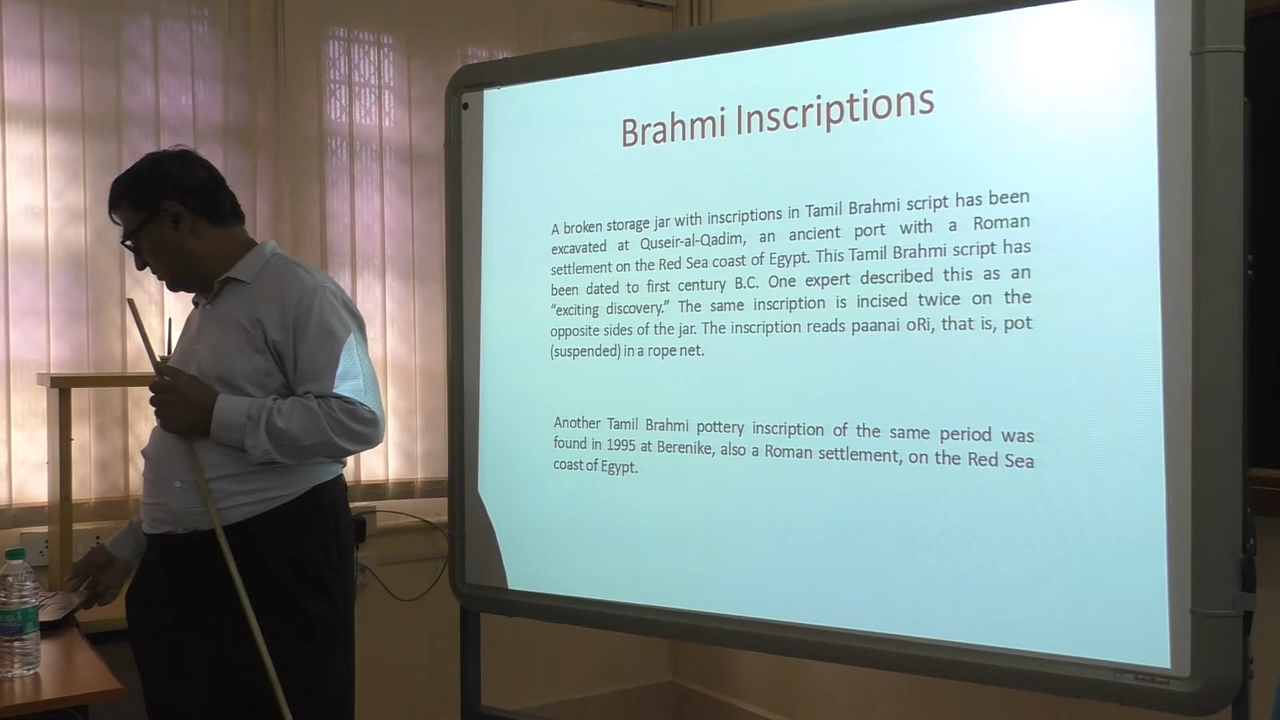 Brahmi Inscriptions
A broken storage jar with inscriptions in Tamil Brahmi script has been
excavated at Quseir-al-Qadim, an ancient port with a Roman
settlement on the Red Sea coast of Egypt. This Tamil Brahmi script has
been dated to first century B.C. One expert described this as an
“exciting discovery.” The same inscription is incised twice on the
opposite sides of the jar. The inscription reads paanai oRi, that is, pot
(suspended) in a rope net.
Another Tamil Brahmi pottery inscription of the same period was
found in 1995 at Berenike, also a Roman settlement, on the Red Sea
coast of Egypt.